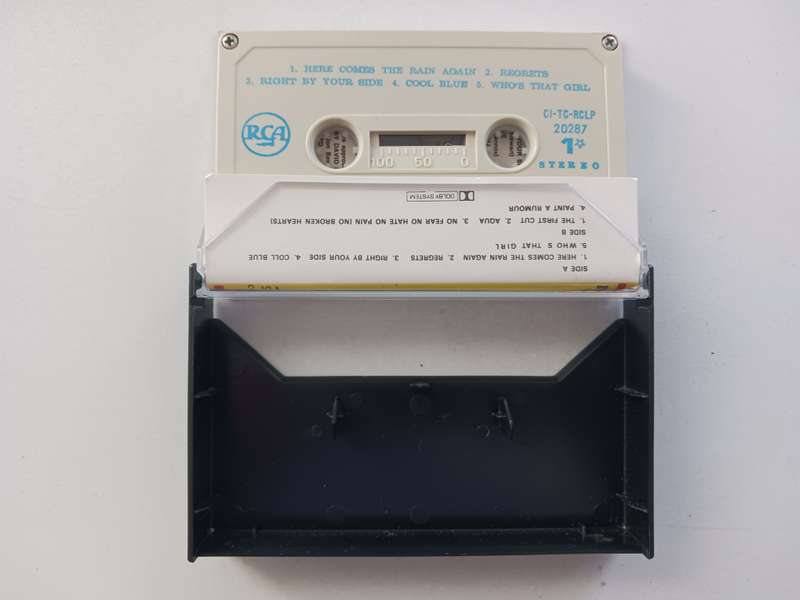 1. HERE COMES THE RAIN AGAIN 2. REGRETS
3. RIGHT BY YOUR SIDE 4. COOL BLUE 5. WHO'S THAT GIRL
RCA
CI-TC-RCLP
20287
1
STEREO
100 50 0
BY DAVID
SIDE A
1. HERE COMES THE RAIN AGAIN 2. REGRETS 3. RIGHT BY YOUR SIDE 4. COLL BLUE
5. WHO S THAT GIRL
SIDE B
1. THE FIRST CUT 2. AQUA 3. NO FEAR NO HATE NO PAIN (NO BROKEN HEARTS)
4. PAINT A RUMOUR
DOLBY SYSTEM